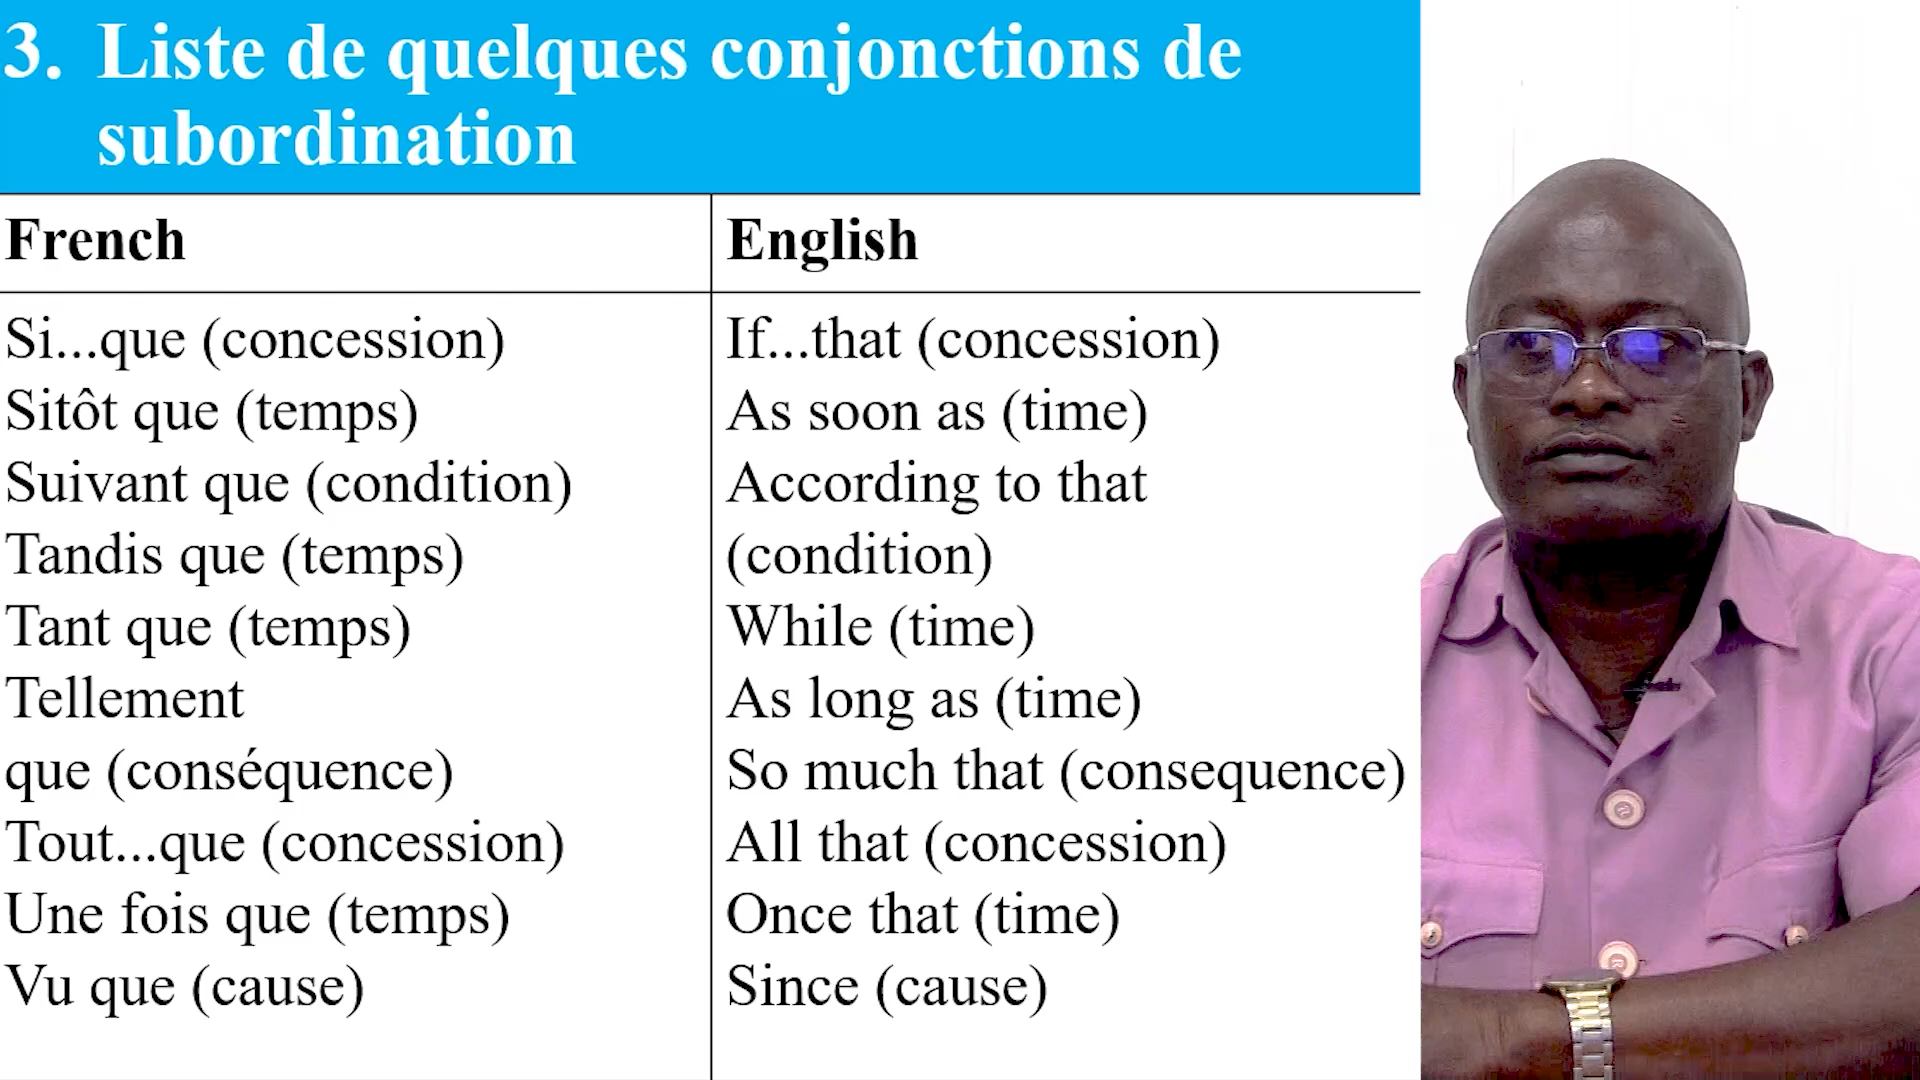 3. Liste de quelques conjonctions de
subordination
French
English
Si...que (concession)
Sitôt que (temps)
Suivant que (condition)
Tandis que (temps)
Tant que (temps)
Tellement
que (conséquence)
Tout...que (concession)
Une fois que (temps)
Vu que (cause)
If...that (concession)
As soon as (time)
According to that
(condition)
While (time)
As long as (time)
So much that (consequence)
All that (concession)
Once that (time)
Since (cause)